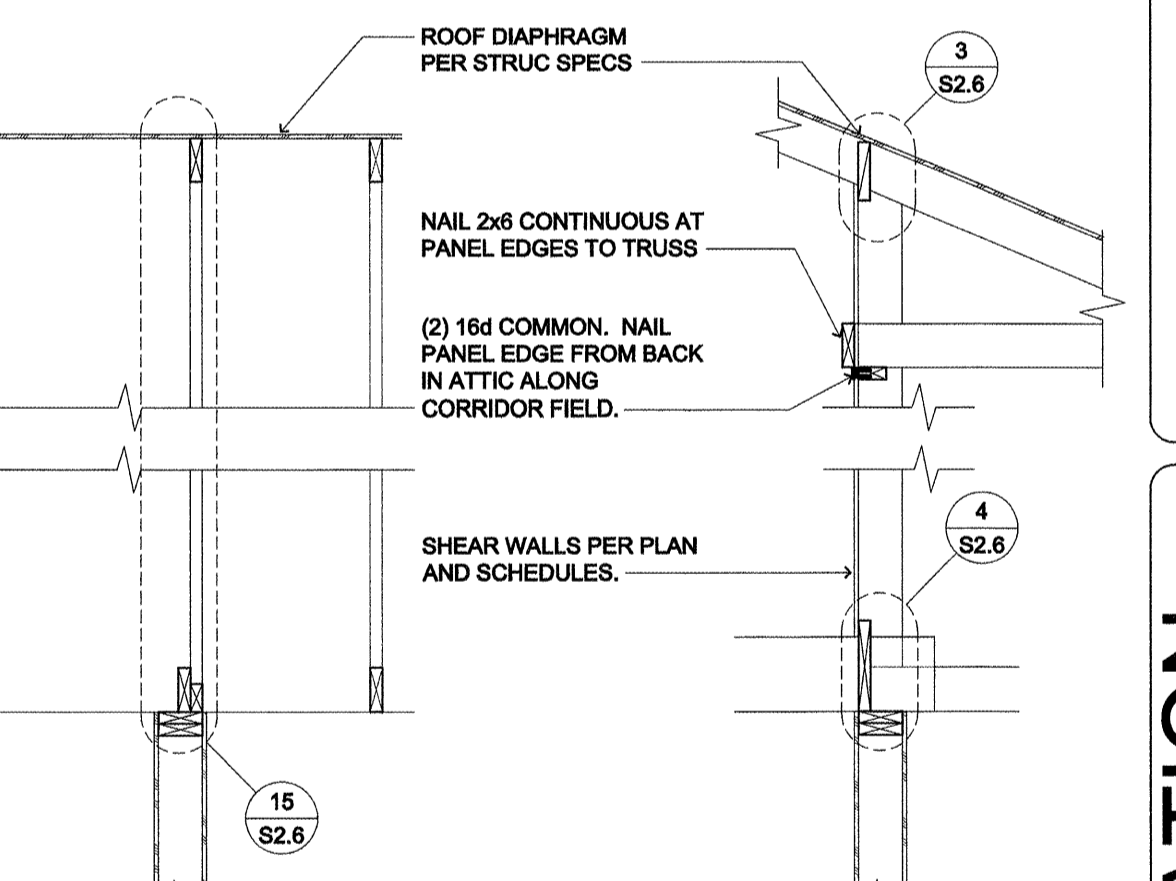 ROOF DIAPHRAGM
PER STRUC SPECS
3
S2.6
NAIL 2x6 CONTINUOUS AT
PANEL EDGES TO TRUSS
(2) 16d COMMON. NAIL
PANEL EDGE FROM BACK
IN ATTIC ALONG
CORRIDOR FIELD.
4
S2.6
SHEAR WALLS PER PLAN
AND SCHEDULES.
15
S2.6